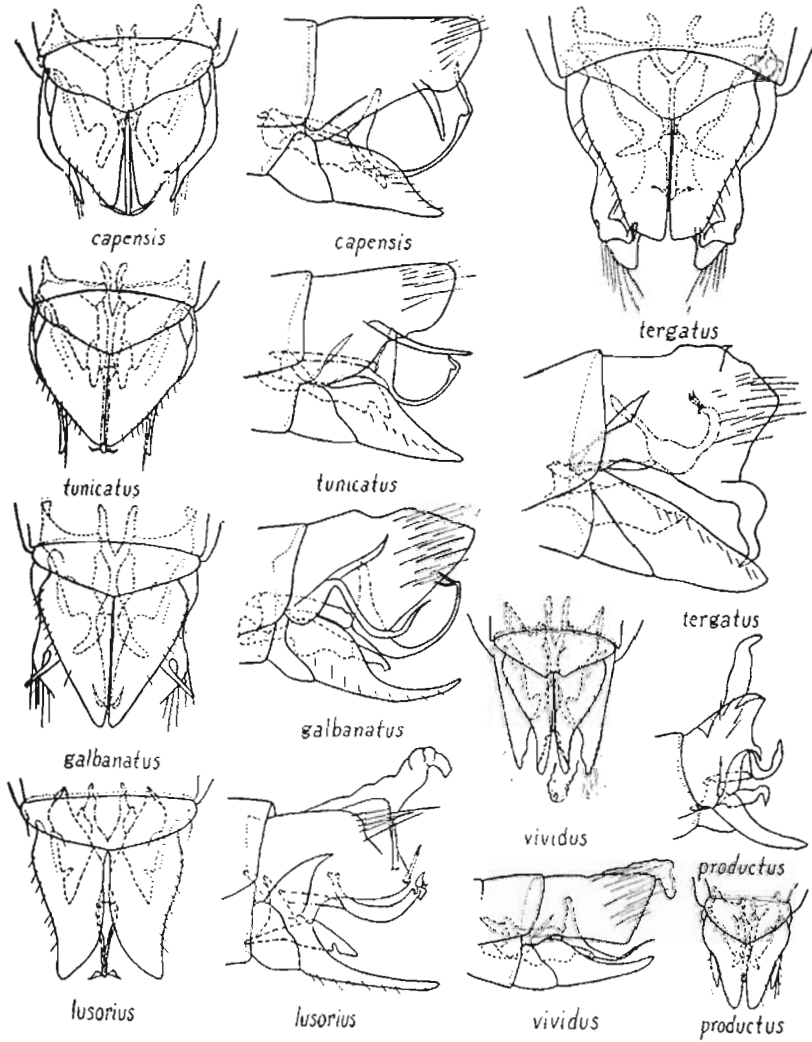 capensis
capensis
tergatus
tunicatus
tunicatus
tergatus
galbanatus
galbanatus
vividus
productus
lusorius
lusorius
vividus
productus